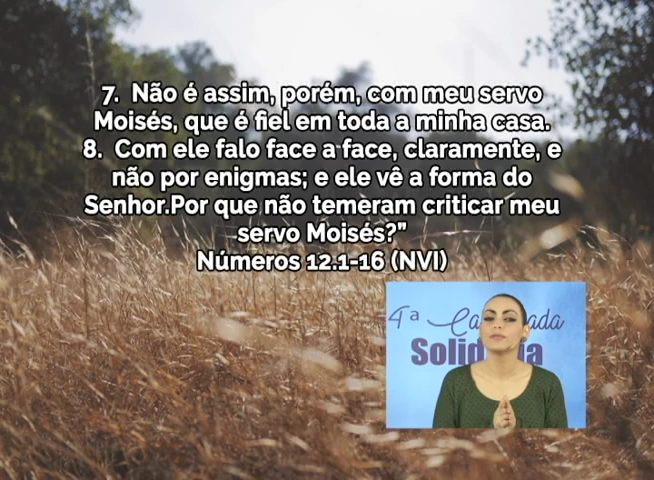 7. Não é assim, porém, com meu servo
Moisés, que é fiel em toda a minha casa.
8. Com ele falo face a face, claramente, e
não por enigmas; e ele vê a forma do
Senhor.Por que não temeram criticar meu
servo Moisés?"
Números 12.1-16 (NVI)
4ª